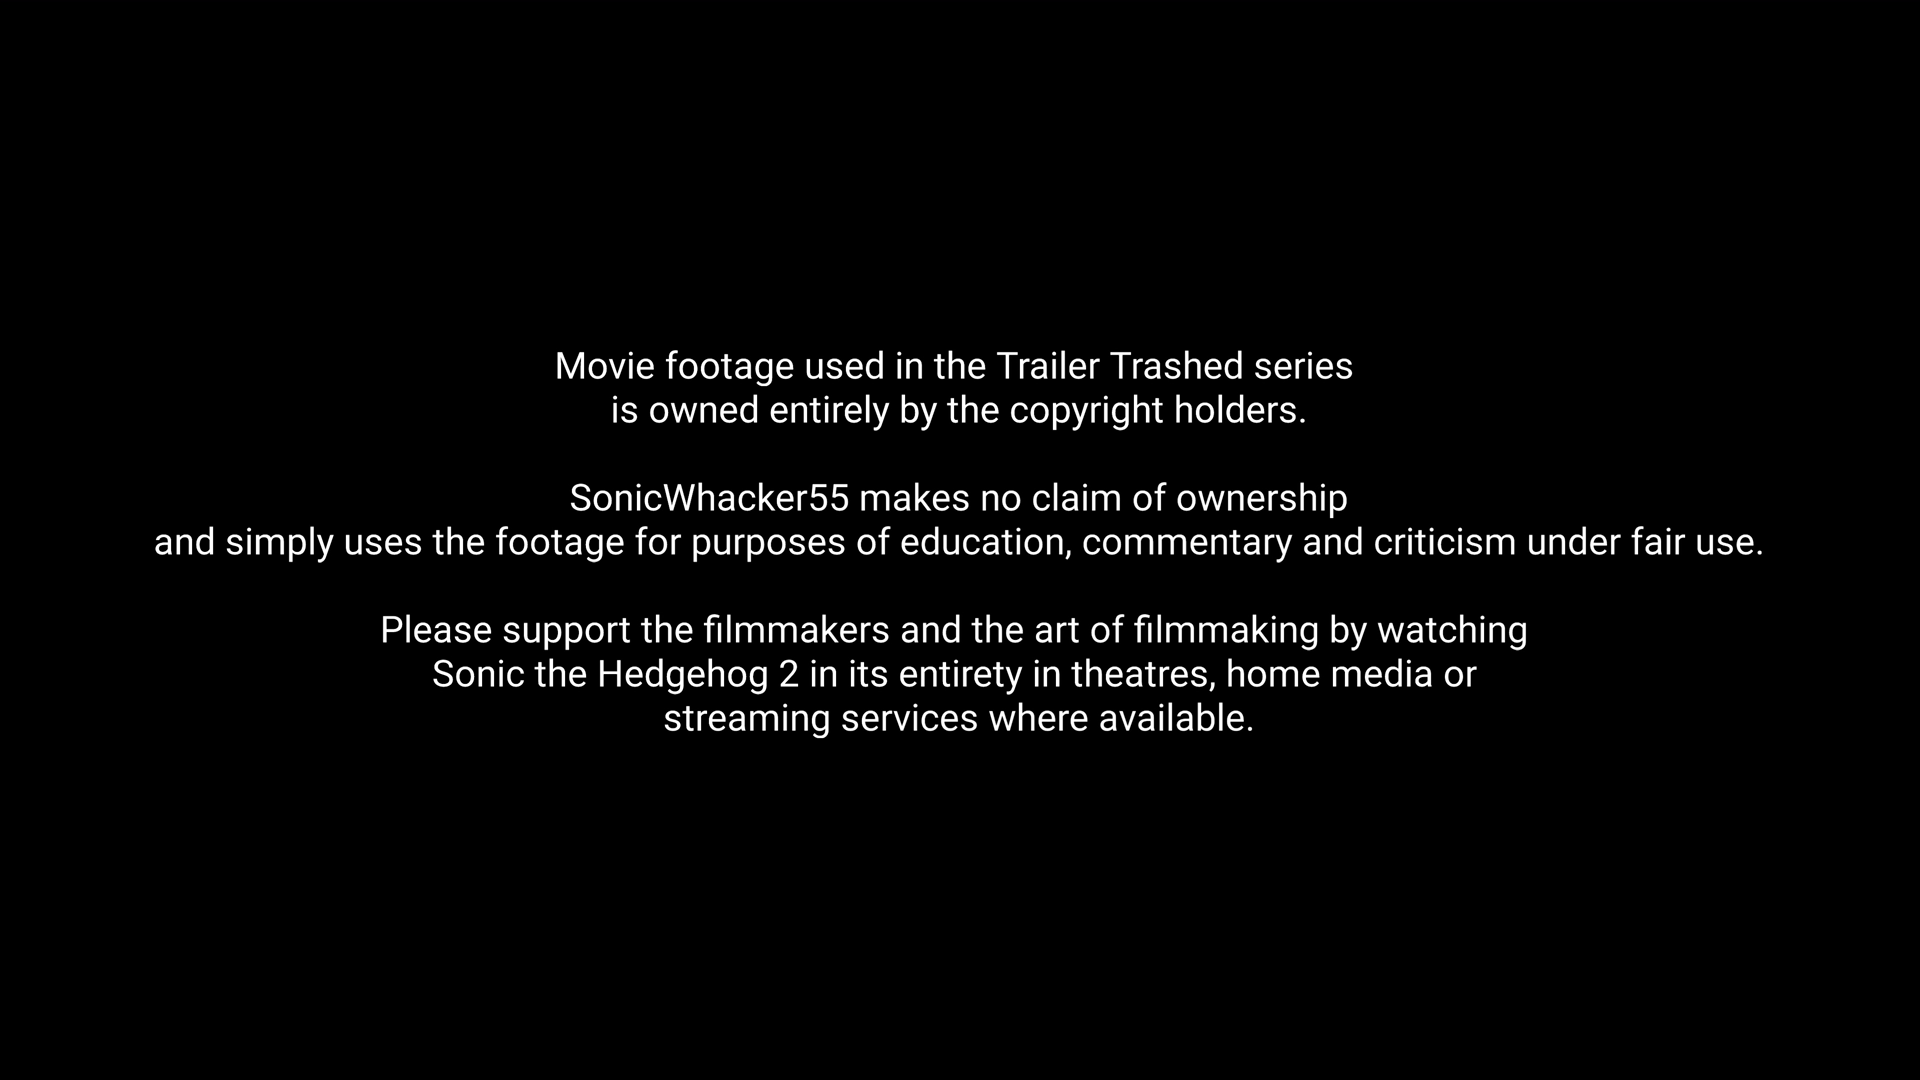 Movie footage used in the Trailer Trashed series
is owned entirely by the copyright holders.
SonicWhacker55 makes no claim of ownership
and simply uses the footage for purposes of education, commentary and criticism under fair use.
Please support the filmmakers and the art of filmmaking by watching
Sonic the Hedgehog 2 in its entirety in theatres, home media or
streaming services where available.